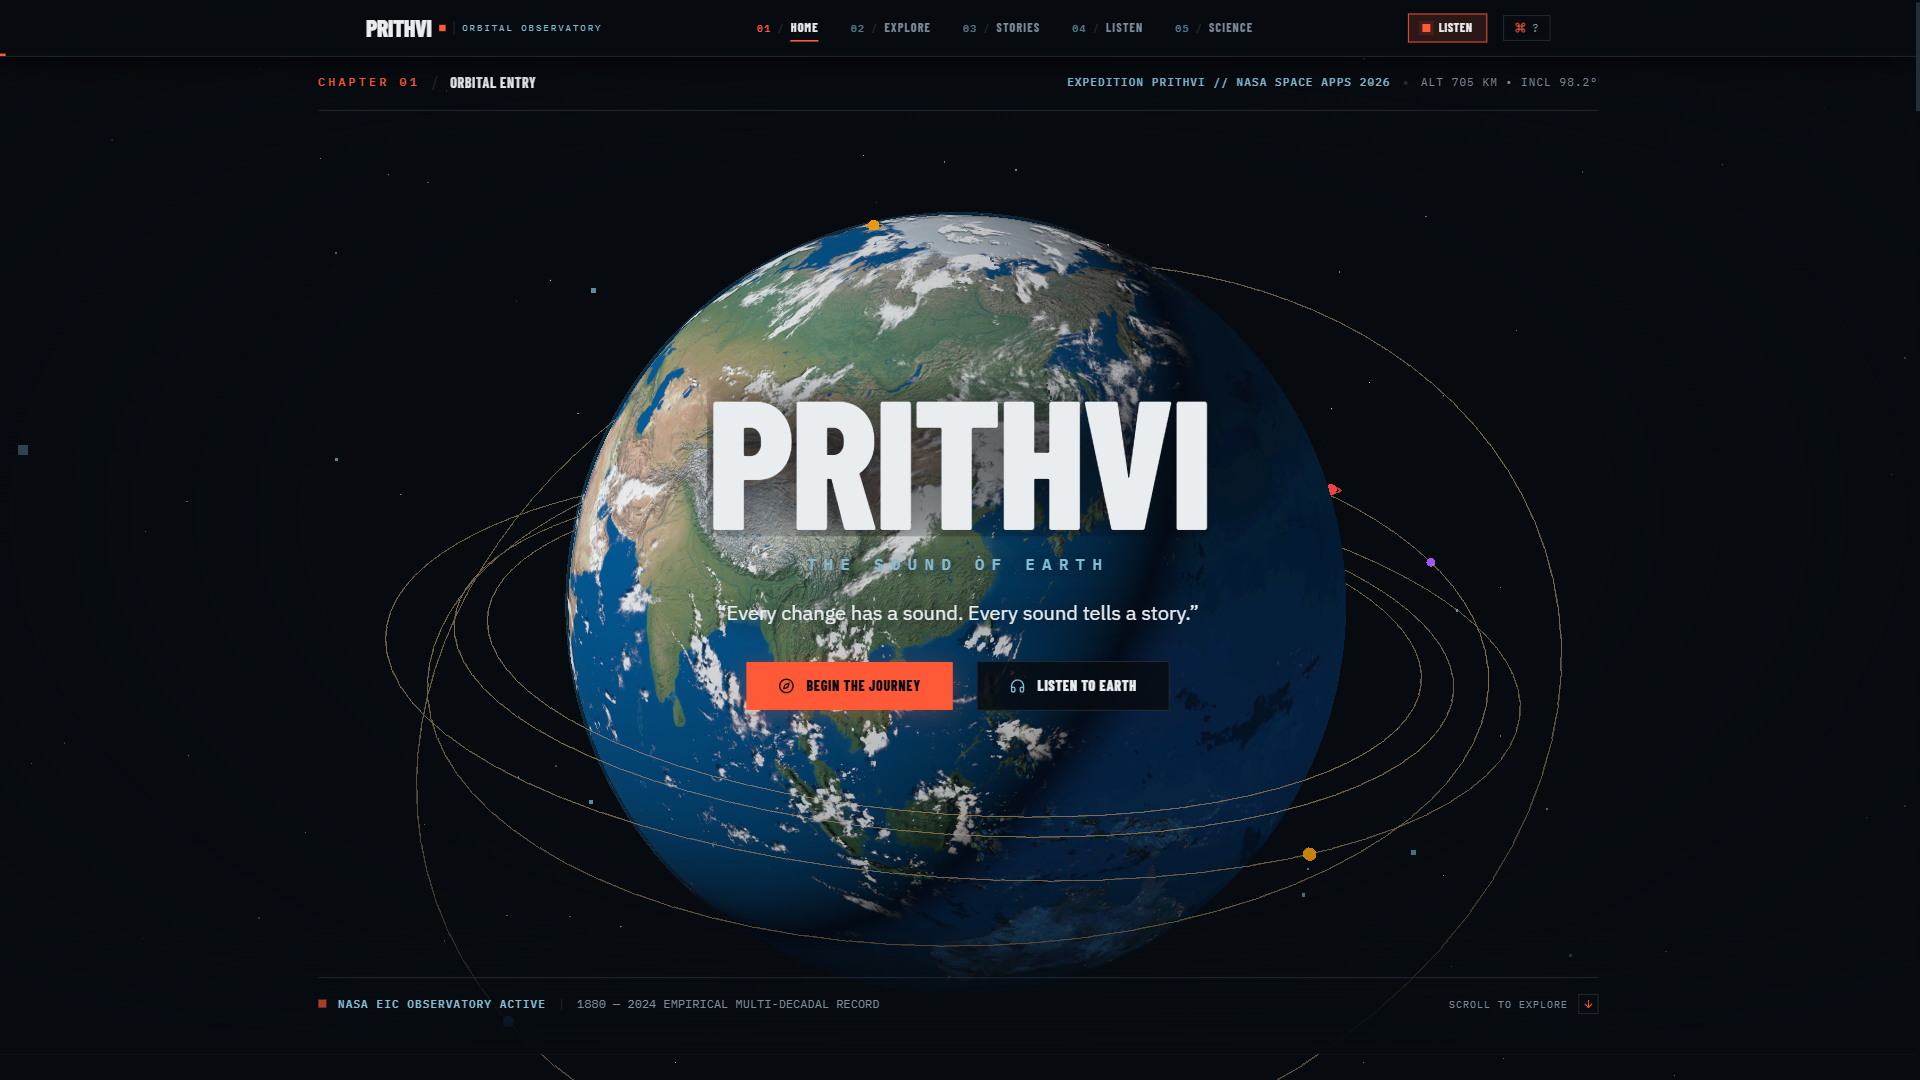 PRITHVI ORBITAL OBSERVATORY 01 / HOME 02 / EXPLORE 03 / STORIES 04 / LISTEN 05 / SCIENCE LISTEN ⌘ ?
CHAPTER 01 / ORBITAL ENTRY EXPEDITION PRITHVI // NASA SPACE APPS 2026 • ALT 705 KM • INCL 98.2°
PRITHVI
THE SOUND OF EARTH
“Every change has a sound. Every sound tells a story.”
BEGIN THE JOURNEY LISTEN TO EARTH
NASA EIC OBSERVATORY ACTIVE | 1880 — 2024 EMPIRICAL MULTI-DECADAL RECORD SCROLL TO EXPLORE ↓